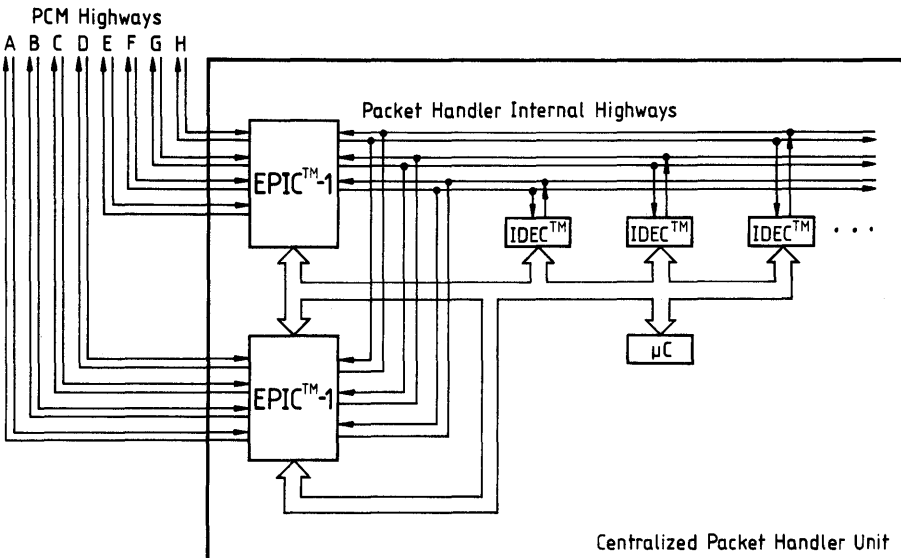 PCM Highways
A B C D E F G H
Packet Handler Internal Highways
EPIC™-1
IDEC™ IDEC™ IDEC™ . . .
µC
EPIC™-1
Centralized Packet Handler Unit